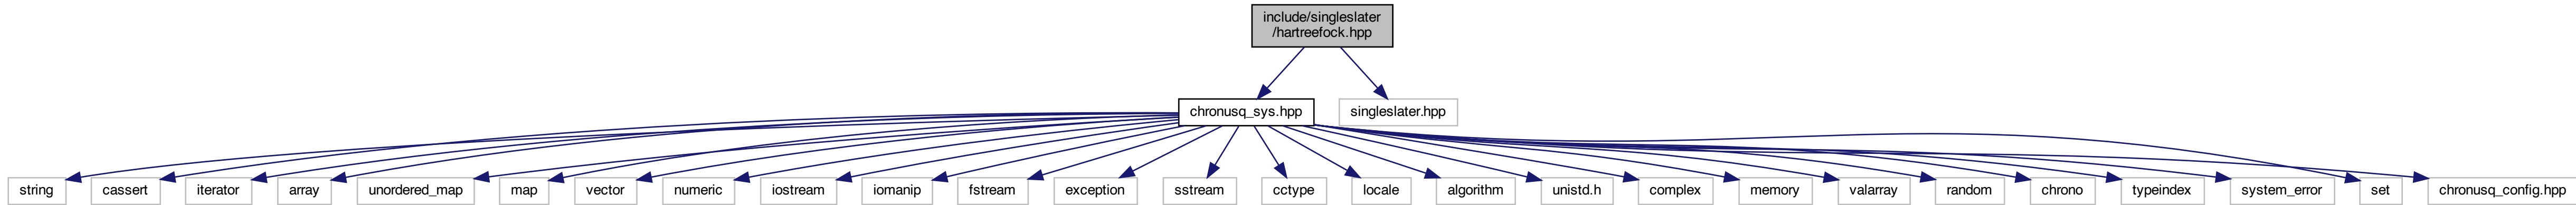 include/singleslater
/hartreefock.hpp
chronusq_sys.hpp
singleslater.hpp
string
cassert
iterator
array
unordered_map
map
vector
numeric
iostream
iomanip
fstream
exception
sstream
cctype
locale
algorithm
unistd.h
complex
memory
valarray
random
chrono
typeindex
system_error
set
chronusq_config.hpp